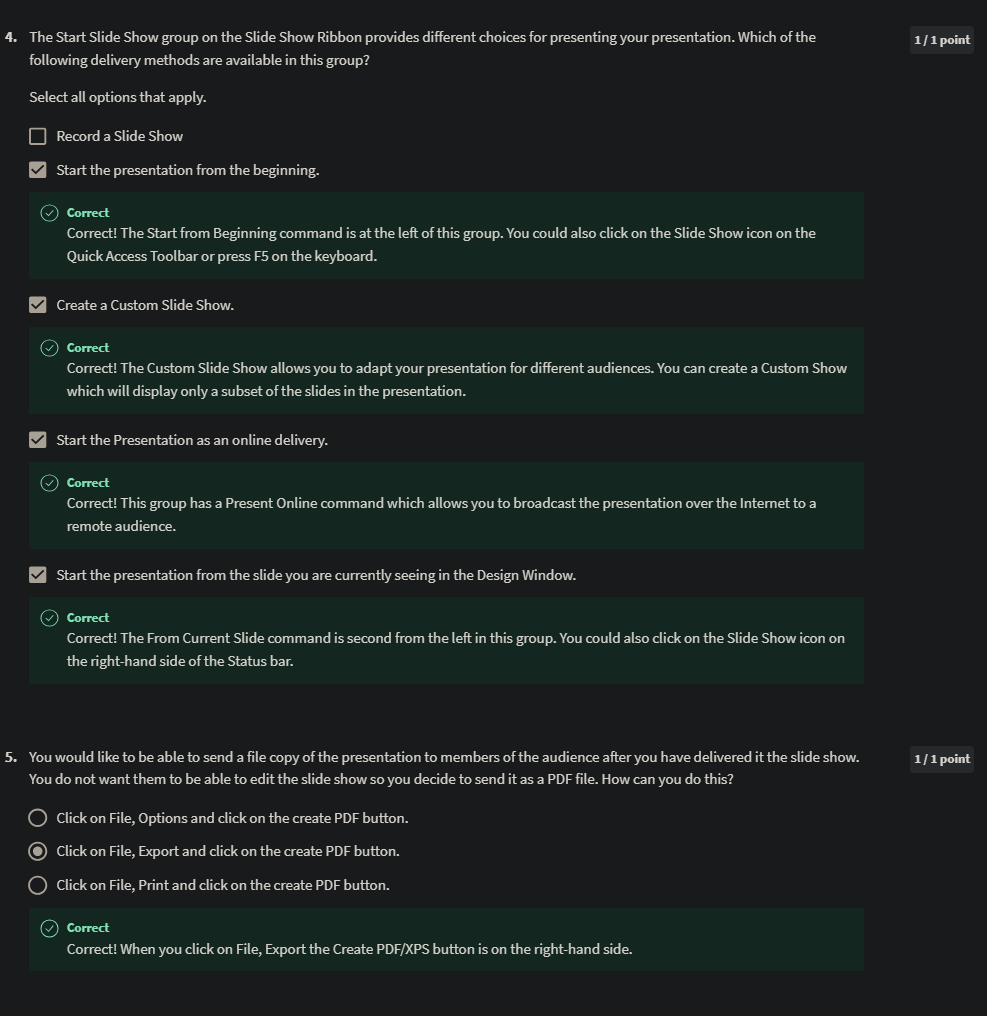 4. The Start Slide Show group on the Slide Show Ribbon provides different choices for presenting your presentation. Which of the
1 / 1 point
following delivery methods are available in this group?
Select all options that apply.
Record a Slide Show
Start the presentation from the beginning.
Correct
Correct! The Start from Beginning command is at the left of this group. You could also click on the Slide Show icon on the
Quick Access Toolbar or press F5 on the keyboard.
Create a Custom Slide Show.
Correct
Correct! The Custom Slide Show allows you to adapt your presentation for different audiences. You can create a Custom Show
which will display only a subset of the slides in the presentation.
Start the Presentation as an online delivery.
Correct
Correct! This group has a Present Online command which allows you to broadcast the presentation over the Internet to a
remote audience.
Start the presentation from the slide you are currently seeing in the Design Window.
Correct
Correct! The From Current Slide command is second from the left in this group. You could also click on the Slide Show icon on
the right-hand side of the Status bar.
5. You would like to be able to send a file copy of the presentation to members of the audience after you have delivered it the slide show.
1 / 1 point
You do not want them to be able to edit the slide show so you decide to send it as a PDF file. How can you do this?
Click on File, Options and click on the create PDF button.
Click on File, Export and click on the create PDF button.
Click on File, Print and click on the create PDF button.
Correct
Correct! When you click on File, Export the Create PDF/XPS button is on the right-hand side.